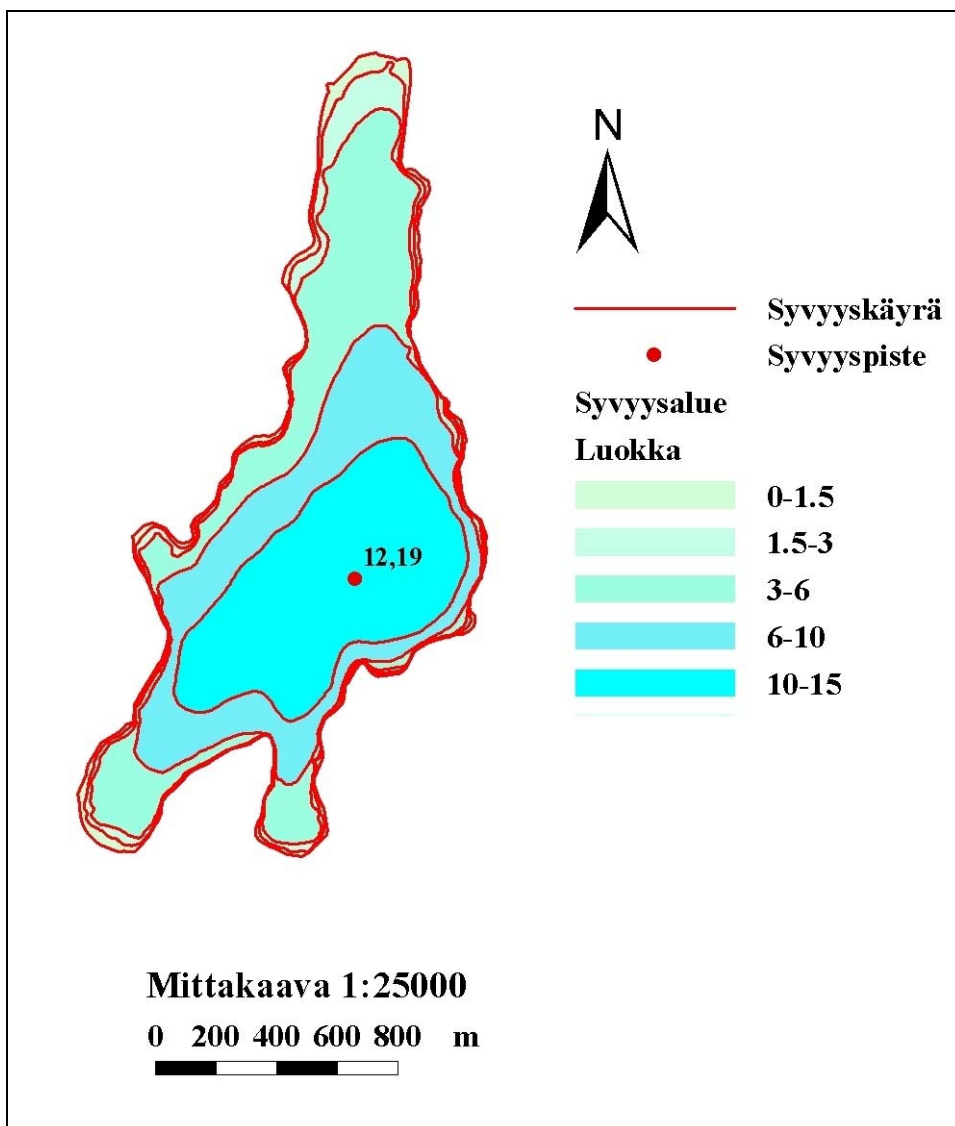 N
Syvyyskäyrä
Syvyyspiste
Syvyysalue
Luokka
0-1.5
1.5-3
3-6
6-10
10-15
12,19
Mittakaava 1:25000
0 200 400 600 800 m